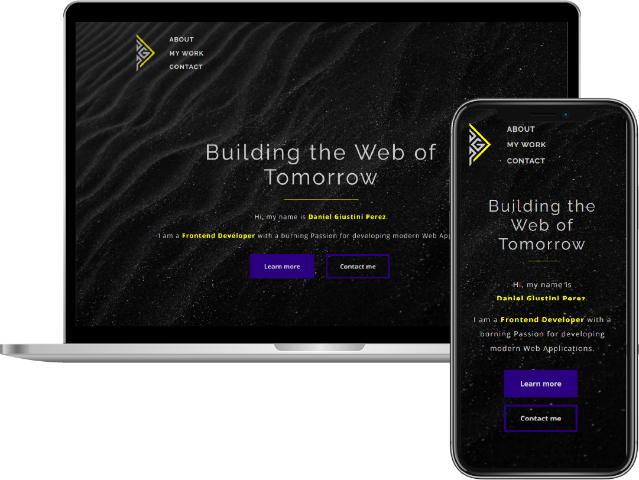 ABOUT
MY WORK
CONTACT
Building the Web of
Tomorrow
Hi, my name is Daniel Giustini Perez.
I am a Frontend Developer with a burning Passion for developing modern Web
Learn more
Contact me
ABOUT
MY WORK
CONTACT
Building the
Web of
Tomorrow
Hi, my name is
Daniel Giustini Perez
I am a Frontend Developer with a
burning Passion for developing
modern Web Applications.
Learn more
Contact me